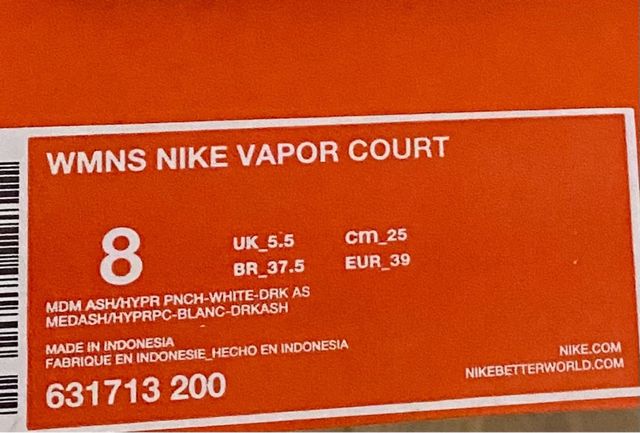 WMNS NIKE VAPOR COURT
8
UK_5.5 cm_25
BR_37.5 EUR_39
MDM ASH/HYPR PNCH-WHITE-DRK AS
MEDASH/HYPRPC-BLANC-DRKASH
MADE IN INDONESIA
FABRIQUE EN INDONESIE_HECHO EN INDONESIA
631713 200
NIKE.COM
NIKEBETTERWORLD.COM